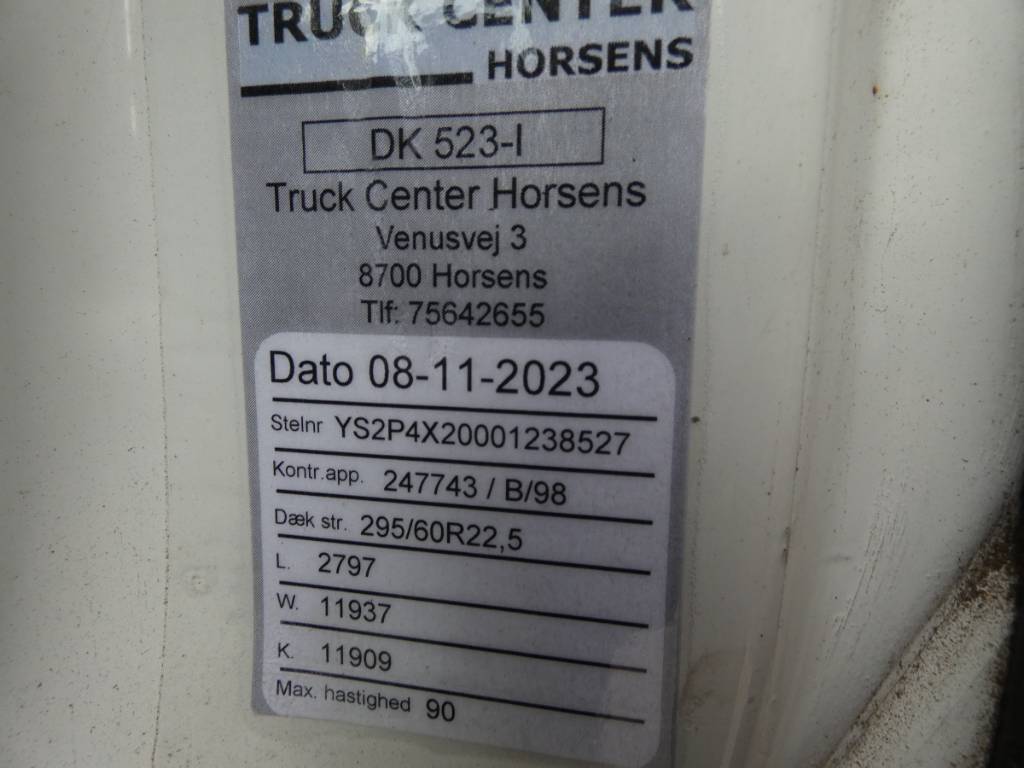 TRUCK CENTER
HORSENS
DK 523-I
Truck Center Horsens
Venusvej 3
8700 Horsens
Tlf: 75642655
Dato 08-11-2023
Stelnr YS2P4X20001238527
Kontr.app. 247743 / B/98
Dæk str. 295/60R22,5
L. 2797
W. 11937
K. 11909
Max. hastighed 90